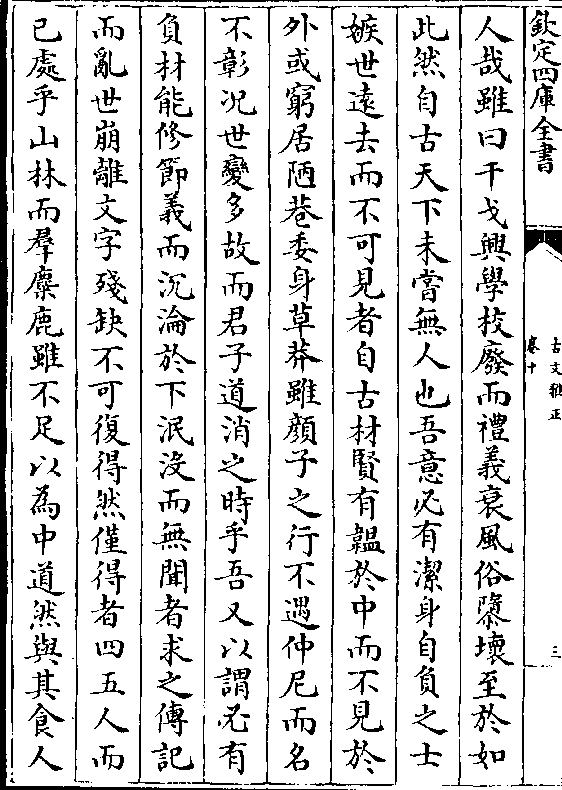 欽定四庫全書
古文雅正
卷十
三
人哉雖曰干戈興學校廢而禮義衰風俗隳壞至於如
此然自古天下未嘗無人也吾意必有潔身自負之士
嫉世遠去而不可見者自古材賢有韞於中而不見於
外或窮居陋巷委身草莽雖顔子之行不遇仲尼而名
不彰况世變多故而君子道消之時乎吾又以謂必有
負材能修節義而沉淪於下泯没而無聞者求之傳記
而亂世崩離文字殘缺不可復得然僅得者四五人而
已處乎山林而羣麋鹿雖不足以為中道然與其食人